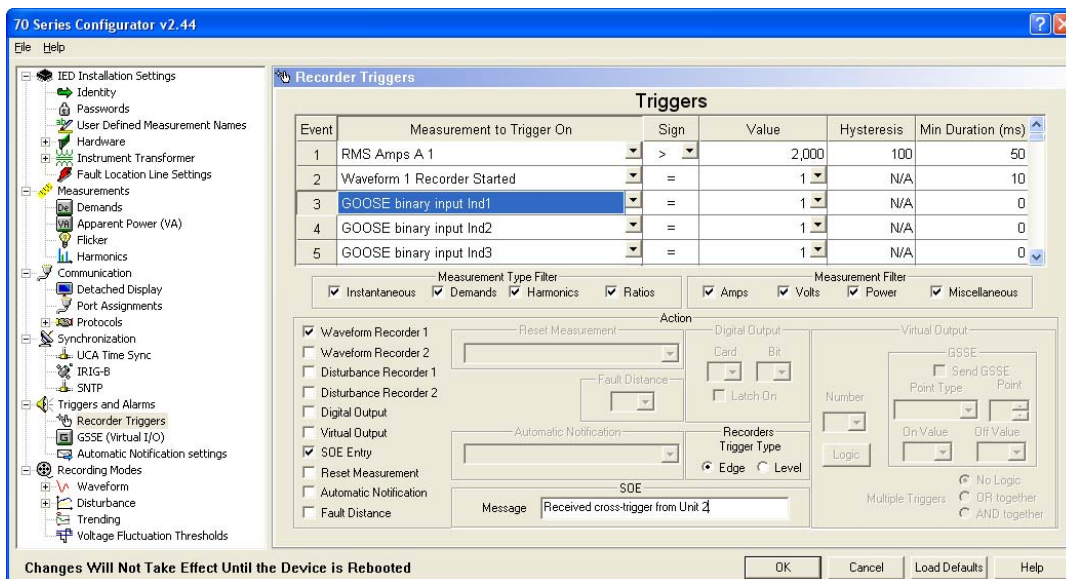 70 Series Configurator v2.44
File Help
IED Installation Settings
Identity
Passwords
User Defined Measurement Names
Hardware
Instrument Transformer
Fault Location Line Settings
Measurements
Demands
Apparent Power (VA)
Flicker
Harmonics
Communication
Detached Display
Port Assignments
Protocols
Synchronization
UCA Time Sync
IRIG-B
SNTP
Triggers and Alarms
Recorder Triggers
GSSE (Virtual I/O)
Automatic Notification settings
Recording Modes
Waveform
Disturbance
Trending
Voltage Fluctuation Thresholds
Recorder Triggers
Triggers
Event Measurement to Trigger On Sign Value Hysteresis Min Duration (ms)
1 RMS Amps A 1 > 2,000 100 50
2 Waveform 1 Recorder Started = 1 N/A 10
3 GOOSE binary input Ind1 = 1 N/A 0
4 GOOSE binary input Ind2 = 1 N/A 0
5 GOOSE binary input Ind3 = 1 N/A 0
Measurement Type Filter
Instantaneous Demands Harmonics Ratios
Measurement Filter
Amps Volts Power Miscellaneous
Action
Waveform Recorder 1
Waveform Recorder 2
Disturbance Recorder 1
Disturbance Recorder 2
Digital Output
Virtual Output
SOE Entry
Reset Measurement
Automatic Notification
Fault Distance
Reset Measurement
Fault Distance
Automatic Notification
Digital Output
Card Bit
Latch On
Recorders
Trigger Type
Edge Level
SOE
Message Received cross-trigger from Unit 2
Virtual Output
Number
Logic
GSSE
Send GSSE
Point Type Point
On Value Off Value
Multiple Triggers
No Logic
OR together
AND together
Changes Will Not Take Effect Until the Device is Rebooted
OK Cancel Load Defaults Help